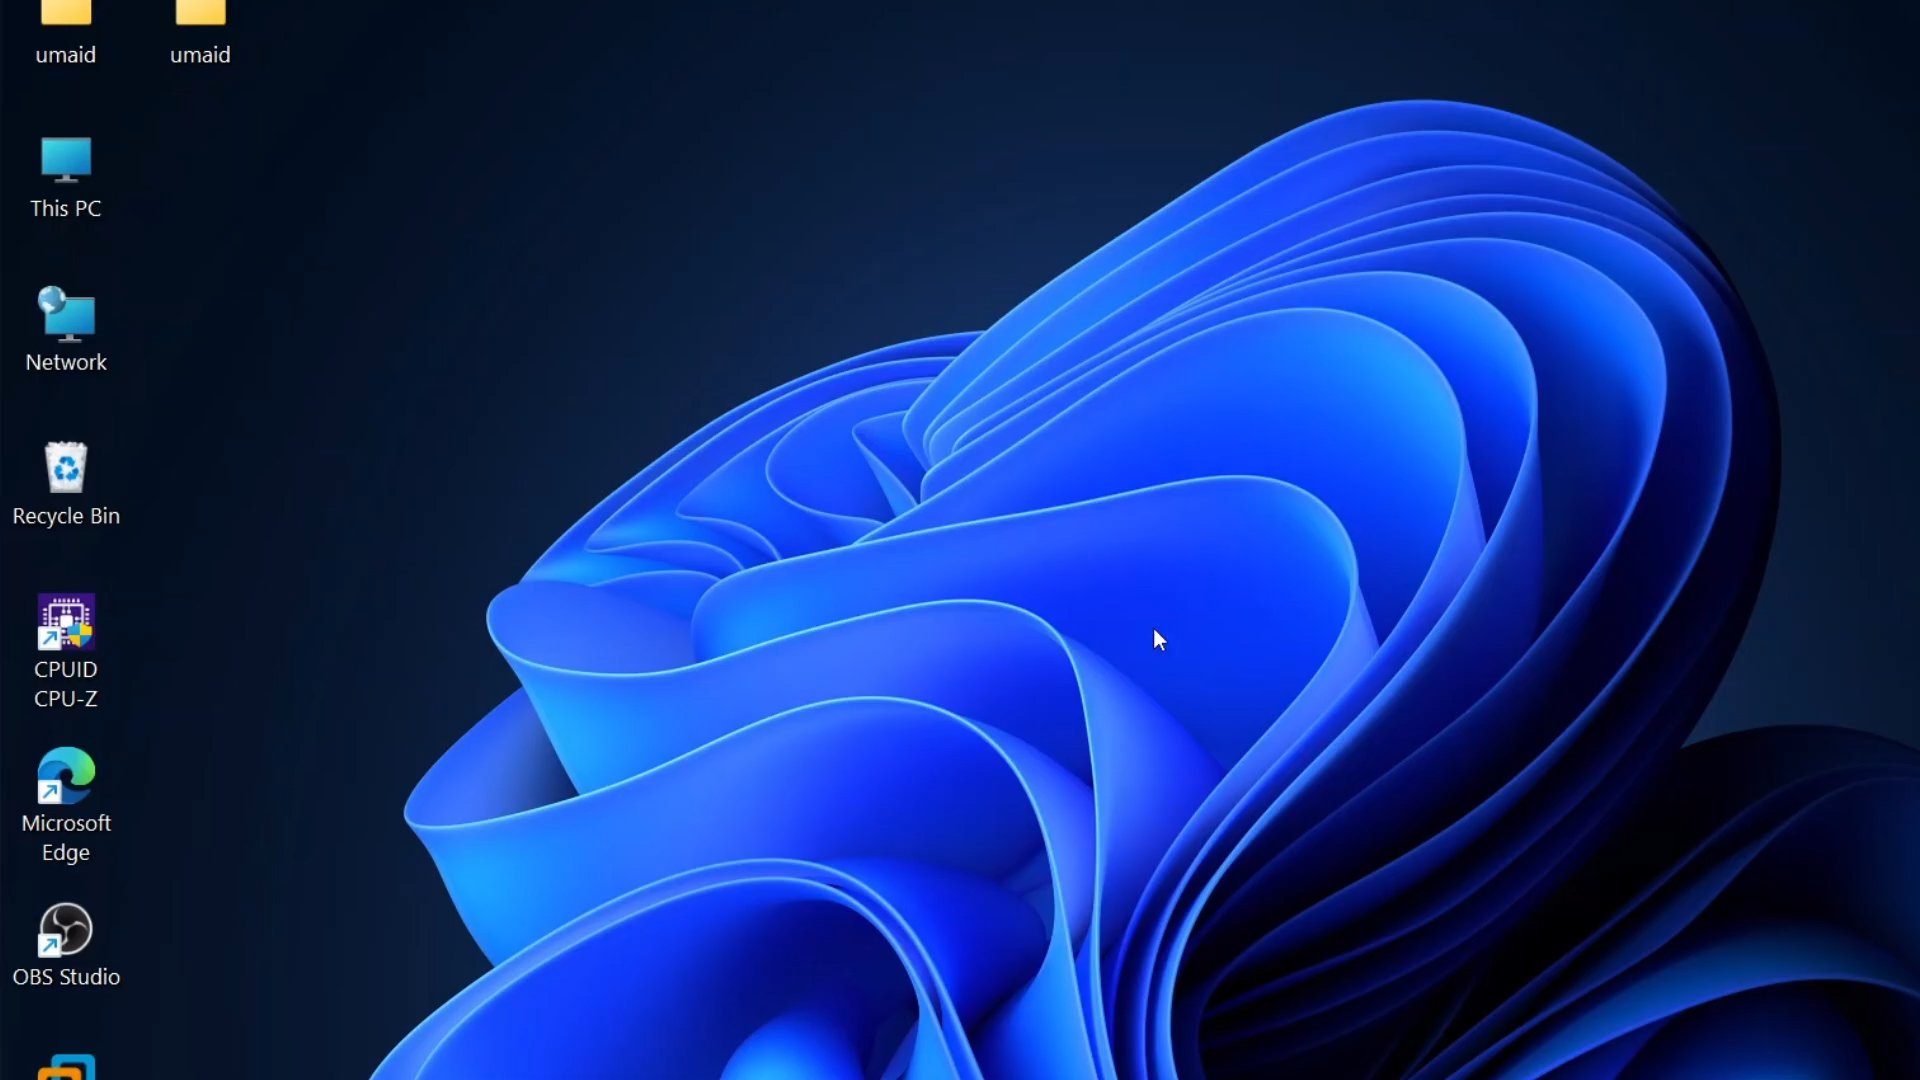 umaid
umaid
This PC
Network
Recycle Bin
CPUID
CPU-Z
Microsoft
Edge
OBS Studio